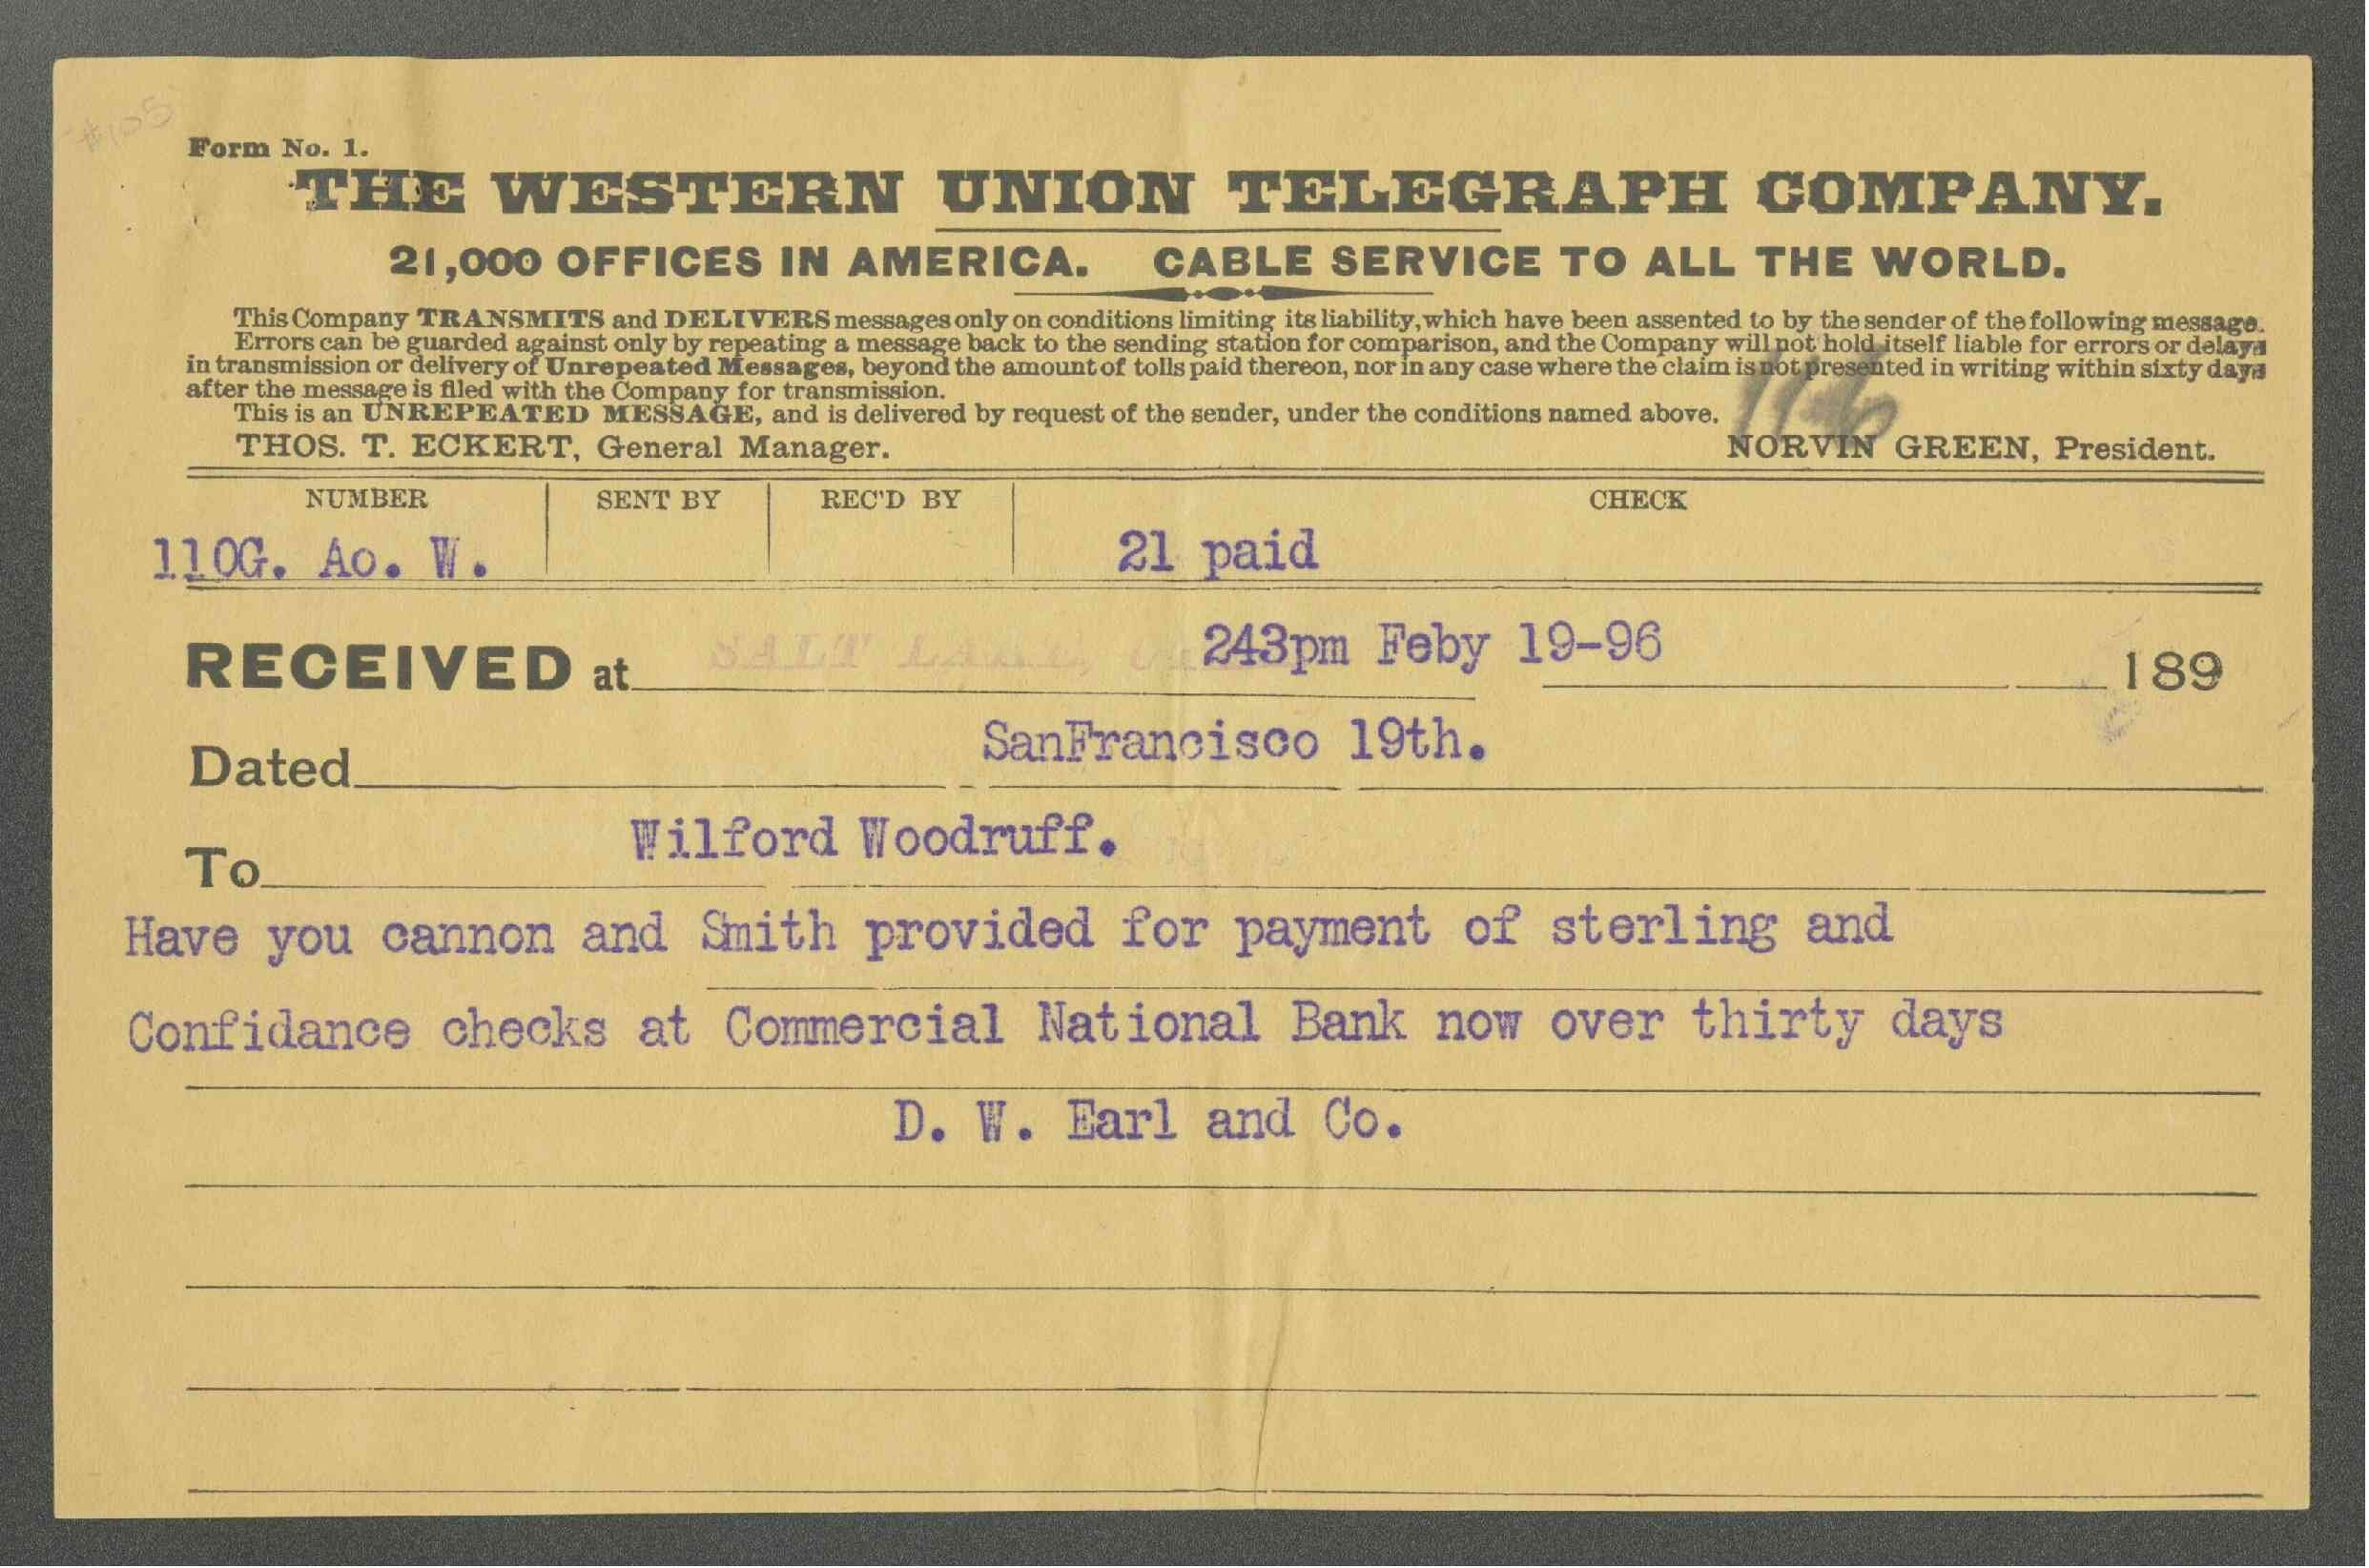 #105
Form No. 1.
THE WESTERN UNION TELEGRAPH COMPANY.
21,000 OFFICES IN AMERICA. CABLE SERVICE TO ALL THE WORLD.
This Company TRANSMITS and DELIVERS messages only on conditions limiting its liability, which have been assented to by the sender of the following message.
Errors can be guarded against only by repeating a message back to the sending station for comparison, and the Company will not hold itself liable for errors or delays
in transmission or delivery of Unrepeated Messages, beyond the amount of tolls paid thereon, nor in any case where the claim is not presented in writing within sixty days
after the message is filed with the Company for transmission.
This is an UNREPEATED MESSAGE, and is delivered by request of the sender, under the conditions named above.
THOS. T. ECKERT, General Manager. NORVIN GREEN, President.
NUMBER SENT BY REC'D BY CHECK
110G. Ao. W. 21 paid
RECEIVED at SALT LAKE, 243pm Feby 19-96 189
Dated SanFrancisco 19th.
To Wilford Woodruff.
Have you cannon and Smith provided for payment of sterling and
Confidance checks at Commercial National Bank now over thirty days
D. W. Earl and Co.